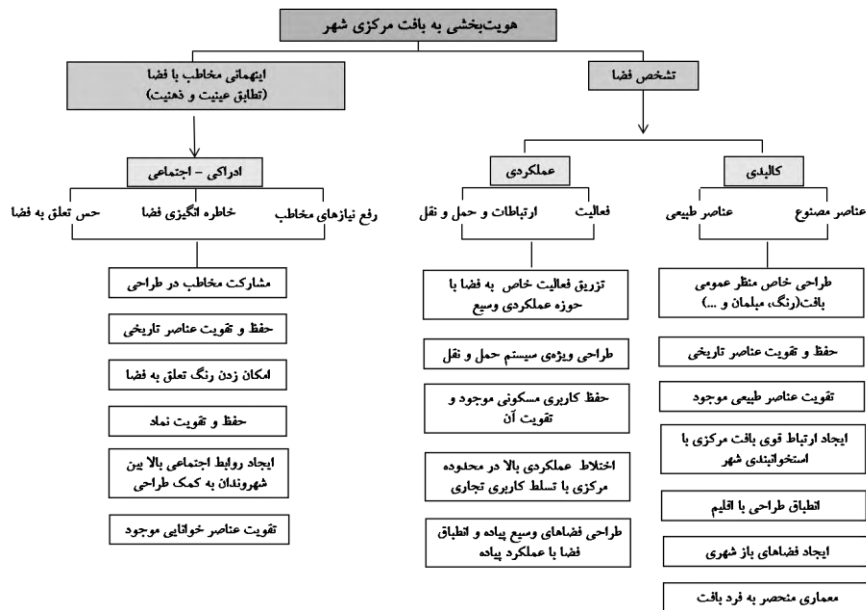 هویت‌بخشی به بافت مرکزی شهر
تشخص فضا
اینهمانی مخاطب با فضا
(تطابق عینیت و ذهنیت)
کالبدی
عملکردی
ادراکی - اجتماعی
عناصر مصنوع
عناصر طبیعی
فعالیت
ارتباطات و حمل و نقل
رفع نیازهای مخاطب
خاطره انگیزی فضا
حس تعلق به فضا
طراحی خاص منظر عمومی
بافت(رنگ، مبلمان و ...)
حفظ و تقویت عناصر تاریخی
تقویت عناصر طبیعی موجود
ایجاد ارتباط قوی بافت مرکزی با
استخوانبندی شهر
انطباق طراحی با اقلیم
ایجاد فضاهای باز شهری
معماری منحصر به فرد بافت
تزریق فعالیت خاص به فضا با
حوزه عملکردی وسیع
طراحی ویژه‌ی سیستم حمل و نقل
حفظ کاربری مسکونی موجود و
تقویت آن
اختلاط عملکردی بالا در محدوده
مرکزی با تسلط کاربری تجاری
طراحی فضاهای وسیع پیاده و انطباق
فضا با عملکرد پیاده
مشارکت مخاطب در طراحی
حفظ و تقویت عناصر تاریخی
امکان زدن رنگ تعلق به فضا
حفظ و تقویت نماد
ایجاد روابط اجتماعی بالا بین
شهروندان به کمک طراحی
تقویت عناصر خوانایی موجود